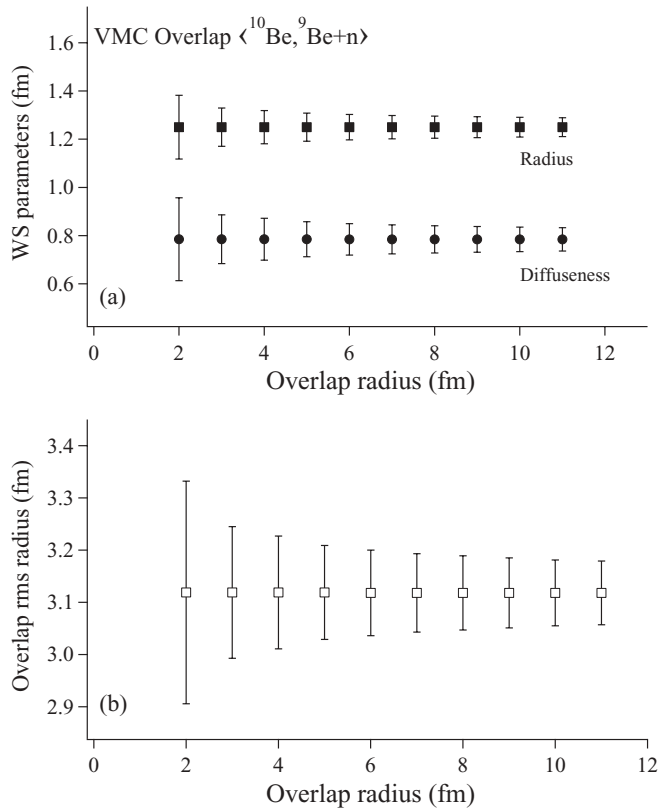 VMC Overlap ⟨¹⁰Be,⁹Be+n⟩
WS parameters (fm)
1.6
1.4
1.2
1.0
0.8
0.6
Radius
Diffuseness
(a)
0 2 4 6 8 10 12
Overlap radius (fm)
Overlap rms radius (fm)
3.4
3.3
3.2
3.1
3.0
2.9
(b)
0 2 4 6 8 10 12
Overlap radius (fm)